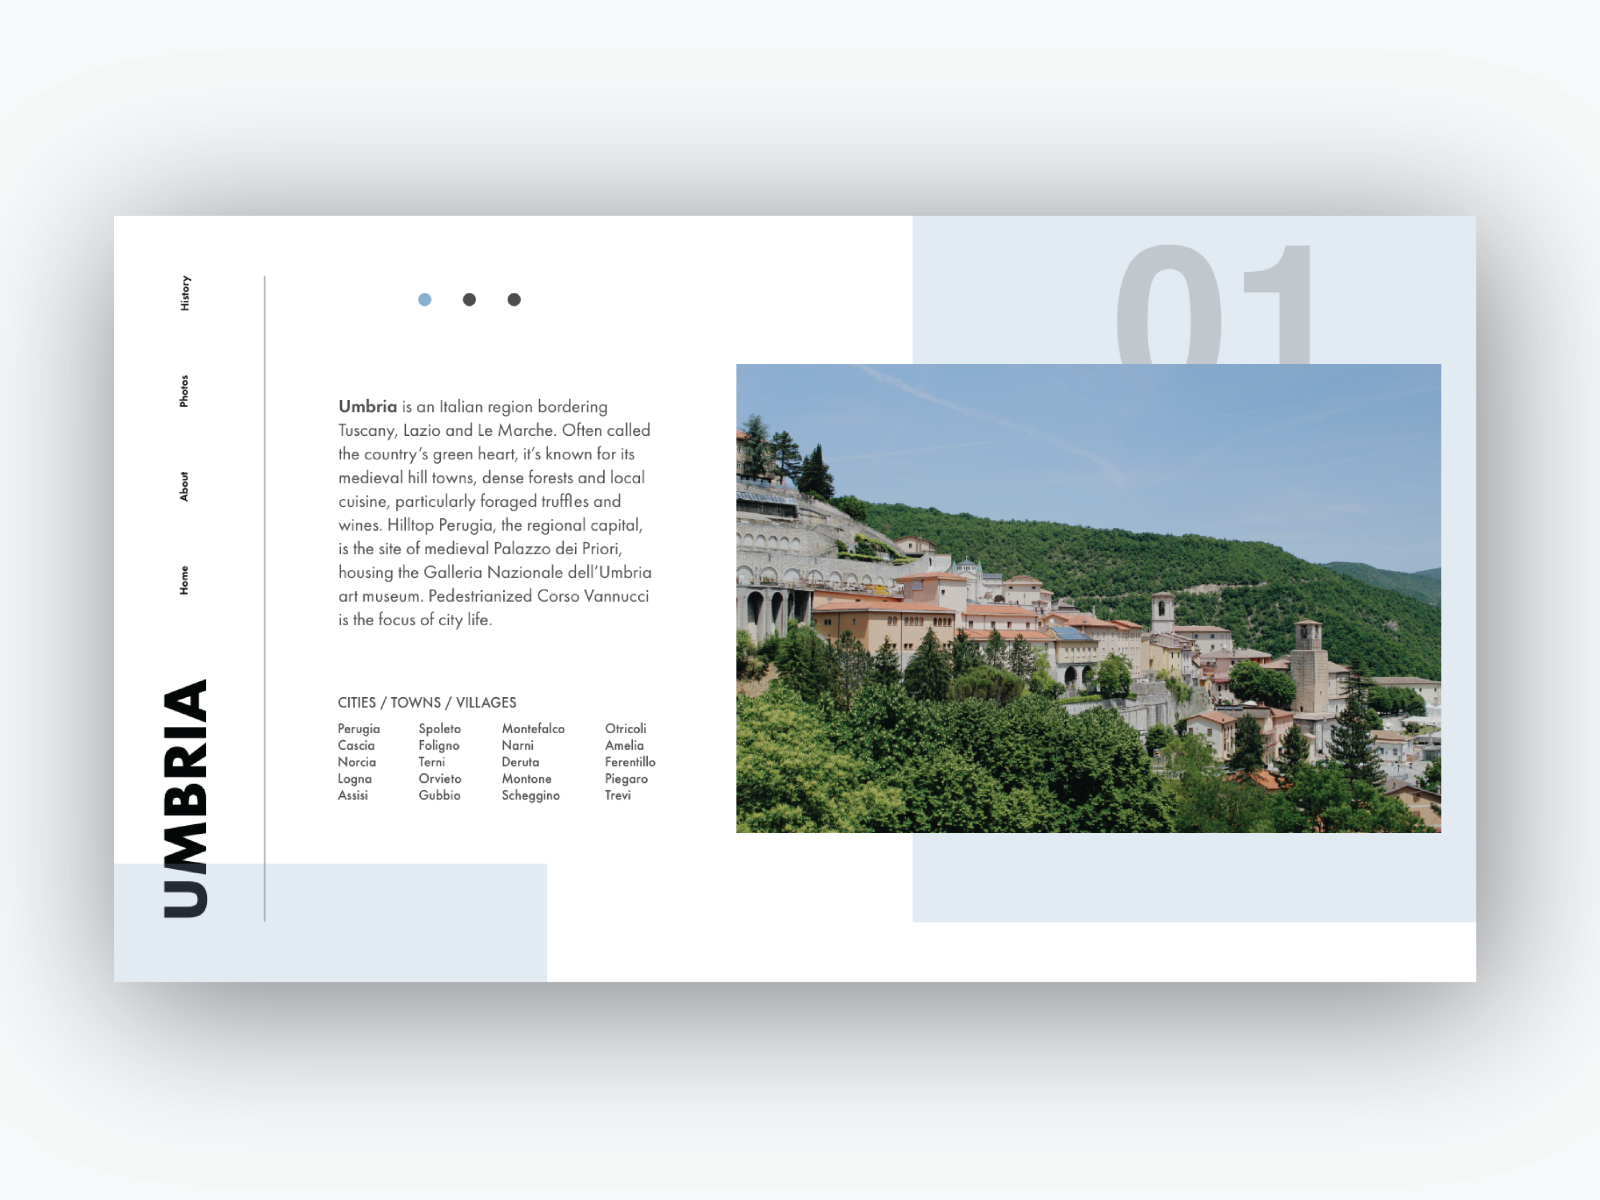 History
Photos
About
Home
UMBRIA
01
Umbria is an Italian region bordering
Tuscany, Lazio and Le Marche. Often called
the country’s green heart, it’s known for its
medieval hill towns, dense forests and local
cuisine, particularly foraged truffles and
wines. Hilltop Perugia, the regional capital,
is the site of medieval Palazzo dei Priori,
housing the Galleria Nazionale dell’Umbria
art museum. Pedestrianized Corso Vannucci
is the focus of city life.
CITIES / TOWNS / VILLAGES
Perugia Spoleto Montefalco Otricoli
Cascia Foligno Narni Amelia
Norcia Terni Deruta Ferentillo
Logna Orvieto Montone Piegaro
Assisi Gubbio Scheggino Trevi